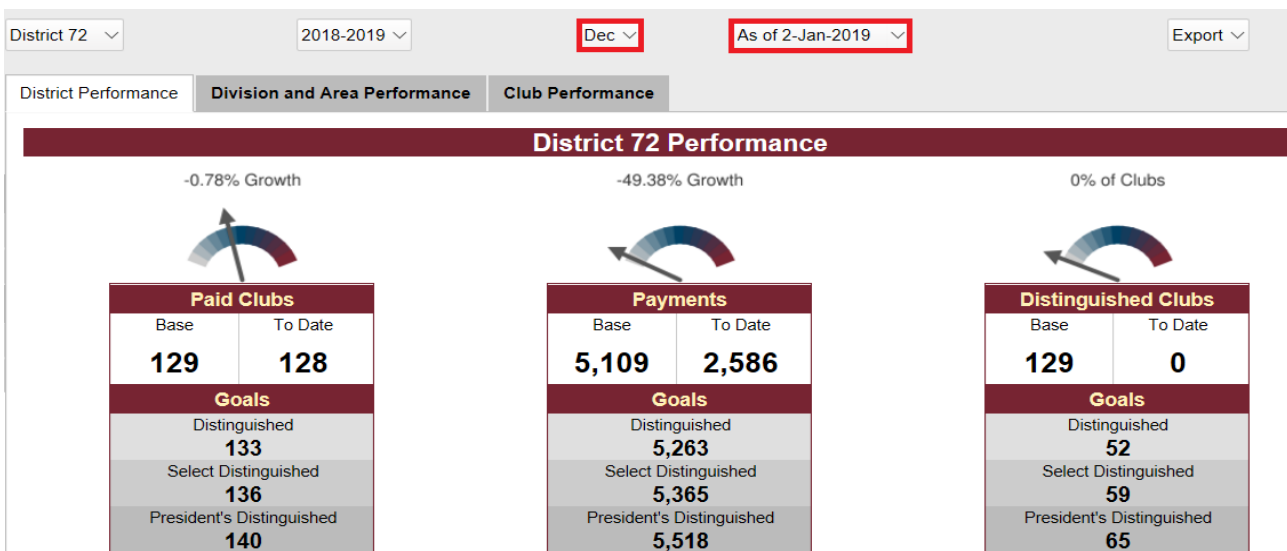 District 72 2018-2019 Dec As of 2-Jan-2019 Export
District Performance Division and Area Performance Club Performance
District 72 Performance
-0.78% Growth -49.38% Growth 0% of Clubs
Paid Clubs Payments Distinguished Clubs
Base To Date Base To Date Base To Date
129 128 5,109 2,586 129 0
Goals Goals Goals
Distinguished Distinguished Distinguished
133 5,263 52
Select Distinguished Select Distinguished Select Distinguished
136 5,365 59
President's Distinguished President's Distinguished President's Distinguished
140 5,518 65